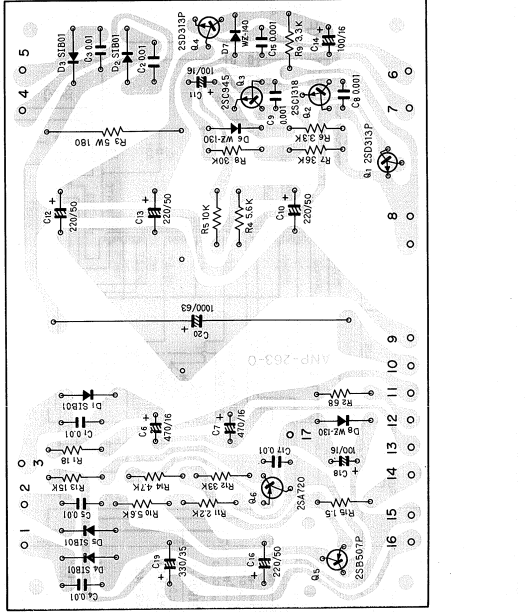 5
4
D3 SIB01
C3 0.01
D2 SIB01
C2 0.01
Q4
2SD313P
D7
WZ-140
C15 0.001
R9 3.3K
C14
100/16
6
7
C11
100/16
2SC945
Q3
C9
0.001
2SC1318
Q2
C8 0.001
R3 5W 180
D6 WZ-130
R8 30K
R6 3.3K
R7 36K
Q1
2SD313P
C12
220/50
C13
220/50
R5 10K
R4 5.6K
C10
220/50
8
C20
1000/63
ANP-263-0
9
10
11
12
13
14
15
16
D1 SIB01
C1 0.01
R1 18
3
2
1
R13 15K
C5 0.01
D5 SIB01
D4 SIB01
C4 0.01
C6
470/16
C7
470/16
R14 47K
R10 5.6K
R12 33K
R11 2.2K
C19
330/35
C16
220/50
R2 68
D8 WZ-130
17
C17 0.01
C18
100/16
Q6
2SA720
R15 1.5
Q5
2SB507P